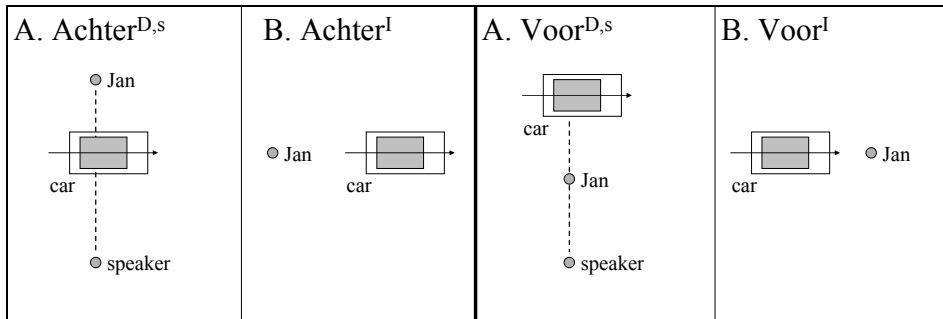 A. Achter^D,s
Jan
car
speaker
B. Achter^I
Jan
car
A. Voor^D,s
car
Jan
speaker
B. Voor^I
car
Jan